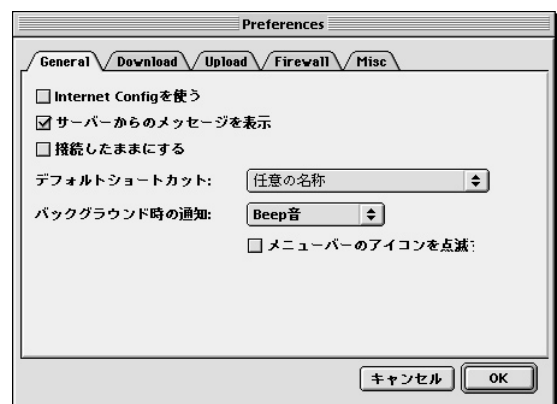 Preferences
General Download Upload Firewall Misc
Internet Configを使う
サーバーからのメッセージを表示
接続したままにする
デフォルトショートカット: 任意の名称
バックグラウンド時の通知: Beep音
メニューバーのアイコンを点滅
キャンセル OK